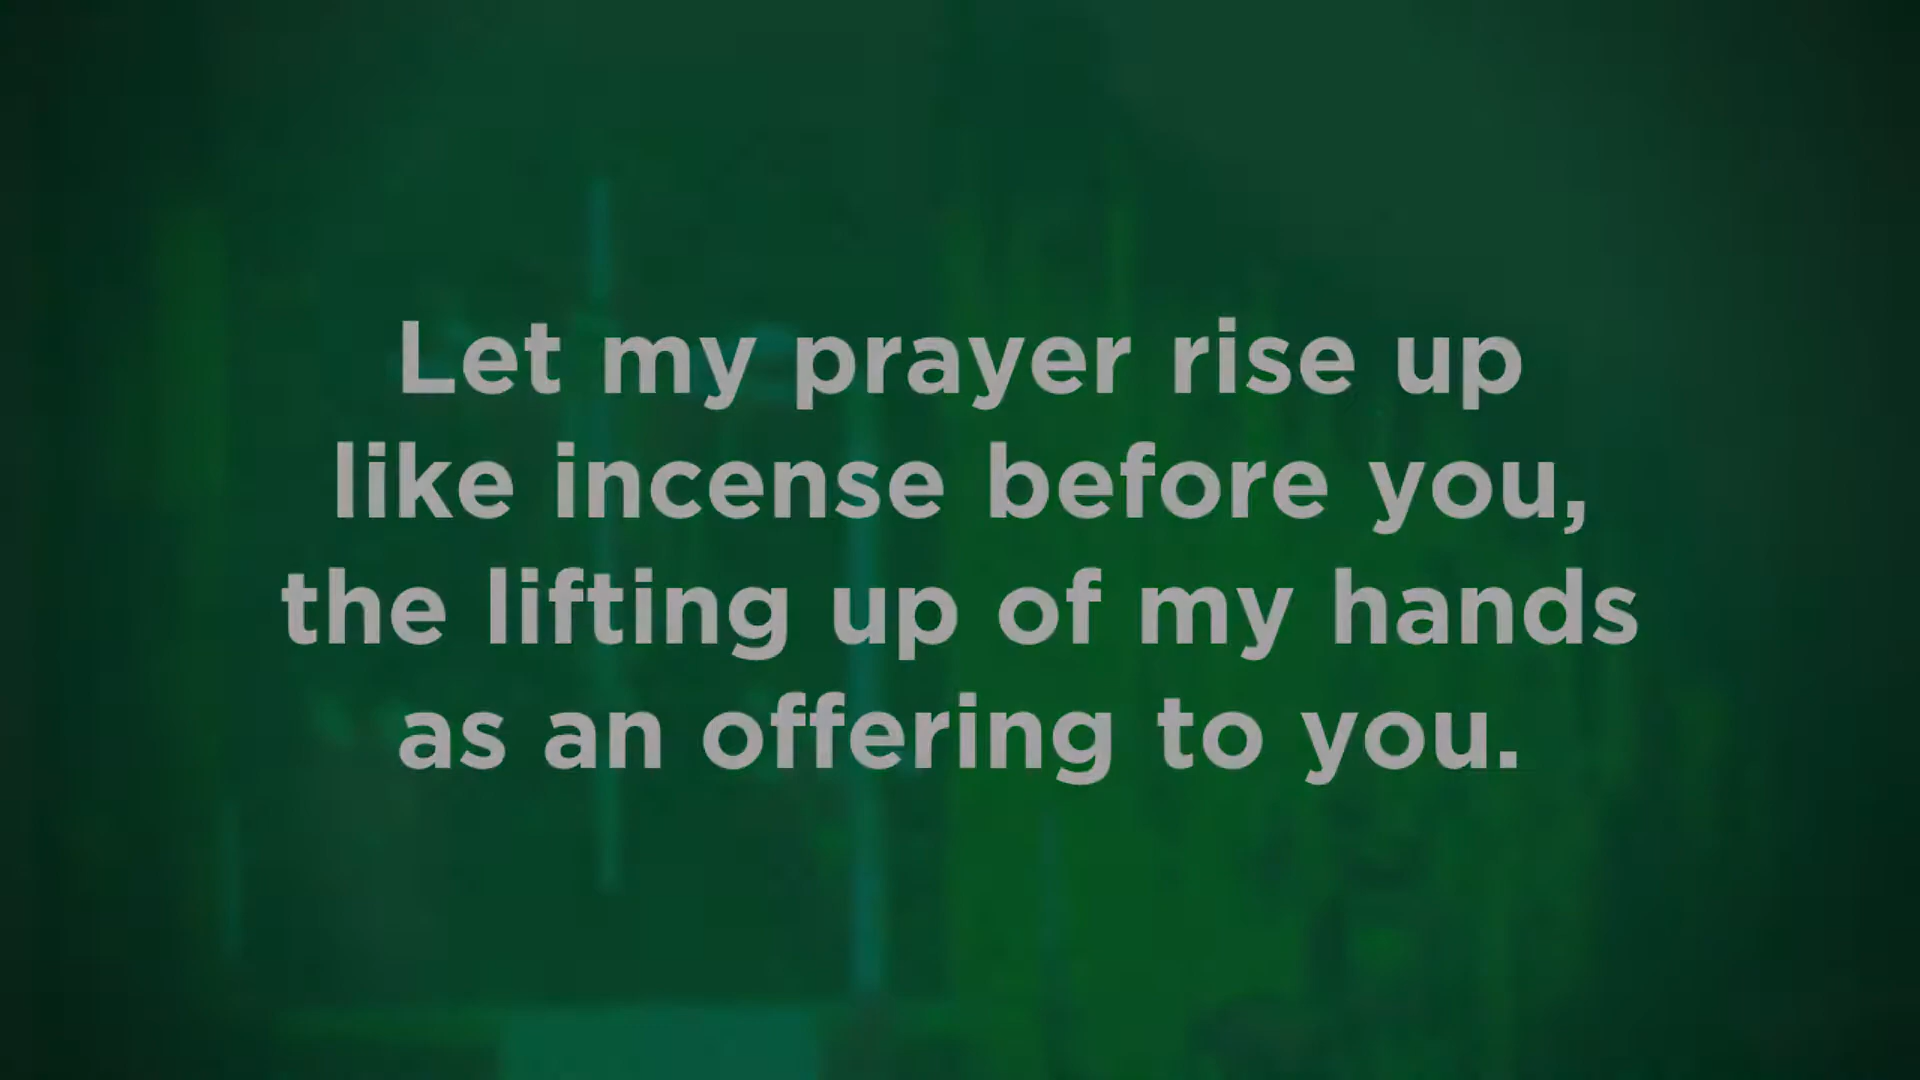 Let my prayer rise up
like incense before you,
the lifting up of my hands
as an offering to you.